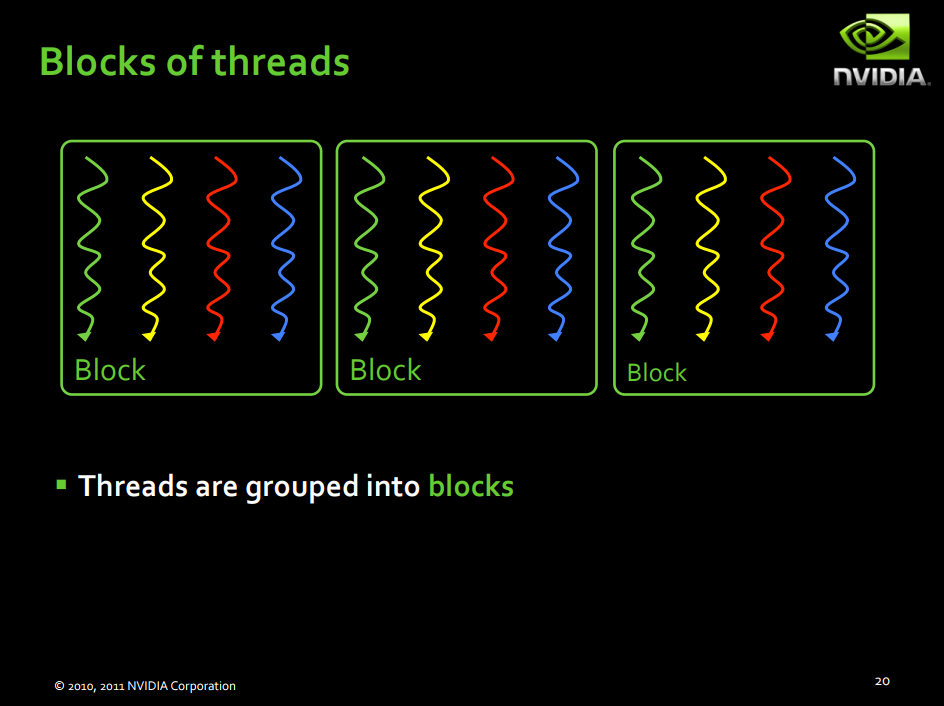 Blocks of threads
NVIDIA.
Block
Block
Block
Threads are grouped into blocks
© 2010, 2011 NVIDIA Corporation
20